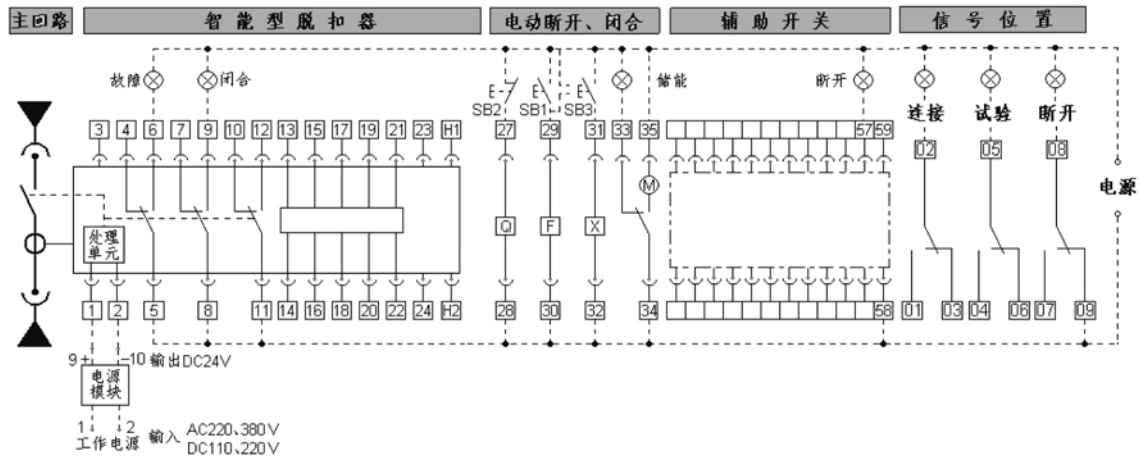 主回路 智能型脱扣器 电动断开、闭合 辅助开关 信号位置
故障 闭合 储能 断开
SB2 SB1 SB3
连接 试验 断开
3 4 6 7 9 10 12 13 15 17 19 21 23 H1 27 29 31 33 35 57 59
02 05 08
电源
M
处理
单元
Q F X
1 2 5 8 11 14 16 18 20 22 24 H2 28 30 32 34 58 01 03 04 06 07 09
9 + −10 输出DC24V
电源
模块
1 2
工作电源 输入 AC220、380V
DC110、220V